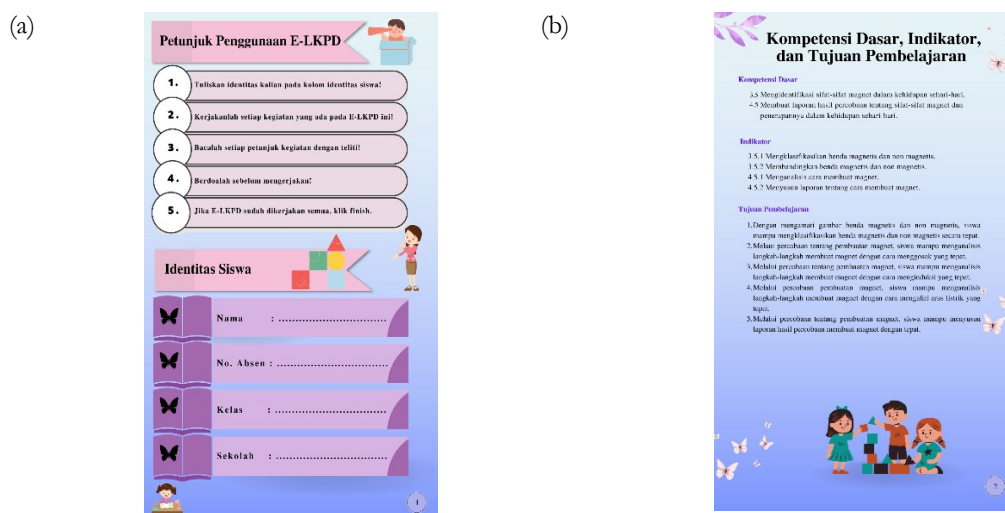 (a)
Petunjuk Penggunaan E-LKPD
1. Tuliskan identitas kalian pada kolom identitas siswa!
2. Kerjakanlah setiap kegiatan yang ada pada E-LKPD ini!
3. Bacalah setiap petunjuk kegiatan dengan teliti!
4. Berdoalah sebelum mengerjakan!
5. Jika E-LKPD sudah dikerjakan semua, klik finish.
Identitas Siswa
Nama : ....................................
No. Absen : ....................................
Kelas : ....................................
Sekolah : ....................................
1
(b)
Kompetensi Dasar, Indikator,
dan Tujuan Pembelajaran
Kompetensi Dasar
3.5 Mengidentifikasi sifat-sifat magnet dalam kehidupan sehari-hari.
4.5 Membuat laporan hasil percobaan tentang sifat-sifat magnet dan
penerapannya dalam kehidupan sehari-hari.
Indikator
3.5.1 Mengklasifikasikan benda magnetis dan non magnetis.
3.5.2 Membandingkan benda magnetis dan non magnetis.
4.5.1 Menganalisis cara membuat magnet.
4.5.2 Menyusun laporan tentang cara membuat magnet.
Tujuan Pembelajaran
1. Dengan mengamati gambar benda magnetis dan non magnetis, siswa
mampu mengklasifikasikan benda magnetis dan non magnetis secara tepat.
2. percobaan tentang pembuatan magnet, siswa mampu menganalisis
langkah-langkah membuat magnet dengan cara menggosok yang tepat.
3. Melalui percobaan tentang pembuatan magnet, siswa mampu menganalisis
langkah-langkah membuat magnet dengan cara menginduksi yang tepat.
4. Melalui percobaan pembuatan magnet, siswa mampu menganalisis
langkah-langkah membuat magnet dengan cara mengaliri arus listrik yang
tepat.
5. Melalui percobaan tentang pembuatan magnet, siswa mampu menyusun
laporan hasil percobaan membuat magnet dengan tepat.
2